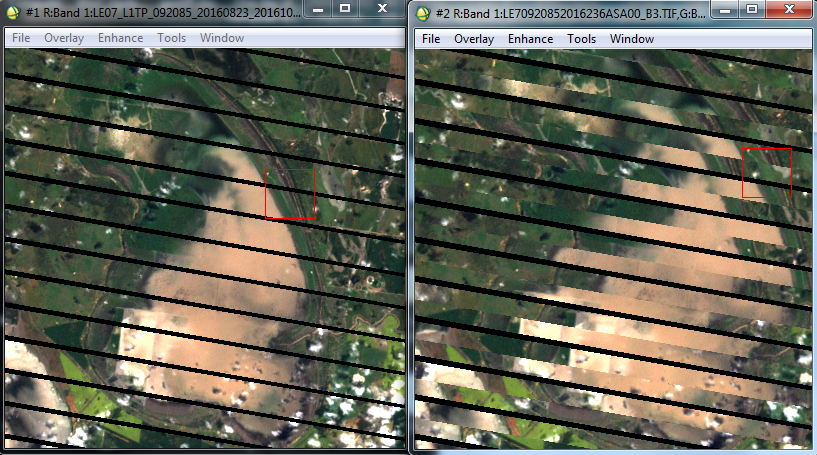 #1 R:Band 1:LE07_L1TP_092085_20160823_201610...
File Overlay Enhance Tools Window
#2 R:Band 1:LE70920852016236ASA00_B3.TIF,G:B...
File Overlay Enhance Tools Window